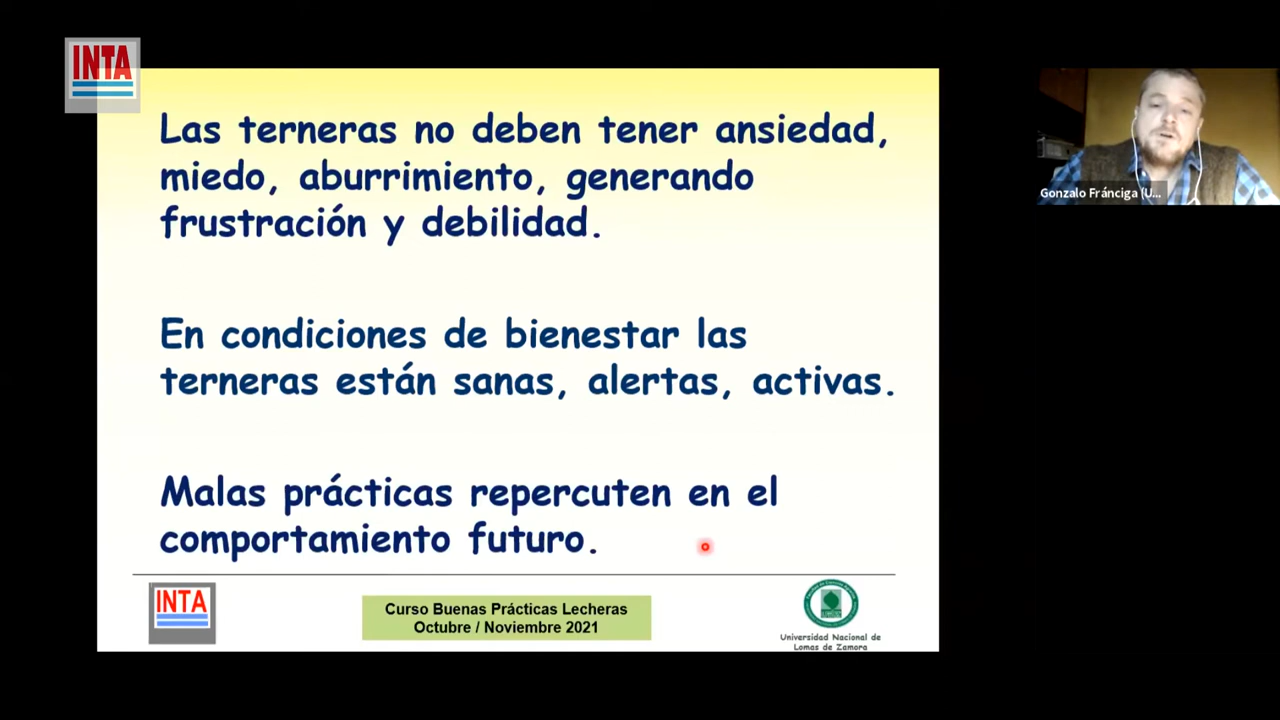 INTA
Las terneras no deben tener ansiedad,
miedo, aburrimiento, generando
frustración y debilidad.
En condiciones de bienestar las
terneras están sanas, alertas, activas.
Malas prácticas repercuten en el
comportamiento futuro.
INTA
Curso Buenas Prácticas Lecheras
Octubre / Noviembre 2021
Universidad Nacional de
Lomas de Zamora
Gonzalo Fránciga (U...